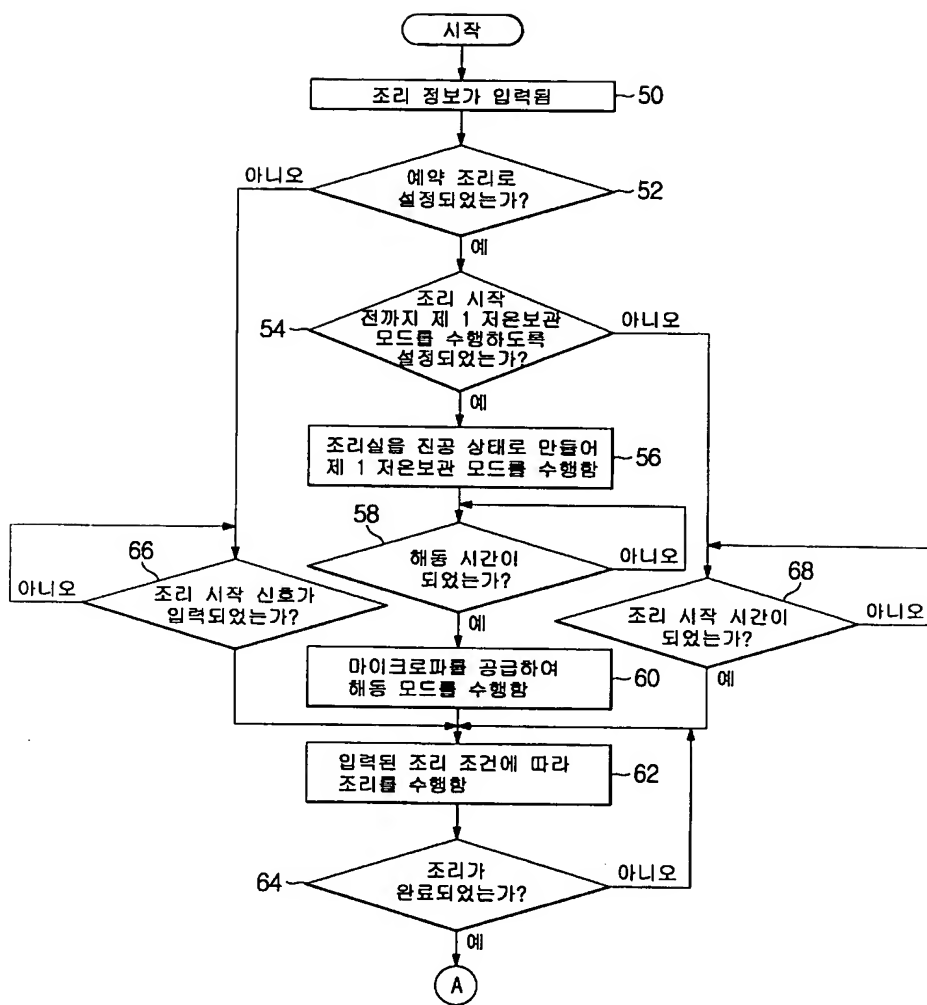 시작
조리 정보가 입력됨
50
아니오
예약 조리로
설정되었는가?
52
예
조리 시작
전까지 제 1 저온보관
모드를 수행하도록
설정되었는가?
54
아니오
예
조리실을 진공 상태로 만들어
제 1 저온보관 모드를 수행함
56
58
해동 시간이
되었는가?
아니오
예
66
아니오
조리 시작 신호가
입력되었는가?
68
조리 시작 시간이
되었는가?
아니오
예
마이크로파를 공급하여
해동 모드를 수행함
60
입력된 조리 조건에 따라
조리를 수행함
62
조리가
완료되었는가?
64
아니오
예
A